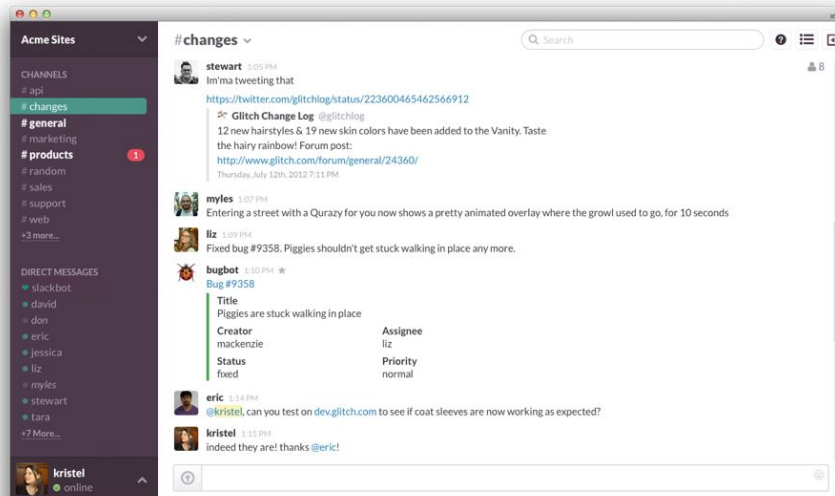 Acme Sites
CHANNELS
# api
# changes
# general
# marketing
# products 1
# random
# sales
# support
# web
+3 more...
DIRECT MESSAGES
slackbot
david
don
eric
jessica
liz
myles
stewart
tara
+7 More...
kristel
online
#changes
Search
8
stewart 1:05 PM
Im'ma tweeting that
https://twitter.com/glitchlog/status/223600465462566912
Glitch Change Log @glitchlog
12 new hairstyles & 19 new skin colors have been added to the Vanity. Taste
the hairy rainbow! Forum post:
http://www.glitch.com/forum/general/24360/
Thursday, July 12th, 2012 7:11 PM
myles 1:07 PM
Entering a street with a Qurazy for you now shows a pretty animated overlay where the growl used to go, for 10 seconds
liz 1:09 PM
Fixed bug #9358. Piggies shouldn't get stuck walking in place any more.
bugbot 1:10 PM
Bug #9358
Title
Piggies are stuck walking in place
Creator Assignee
mackenzie liz
Status Priority
fixed normal
eric 1:14 PM
@kristel, can you test on dev.glitch.com to see if coat sleeves are now working as expected?
kristel 1:15 PM
indeed they are! thanks @eric!